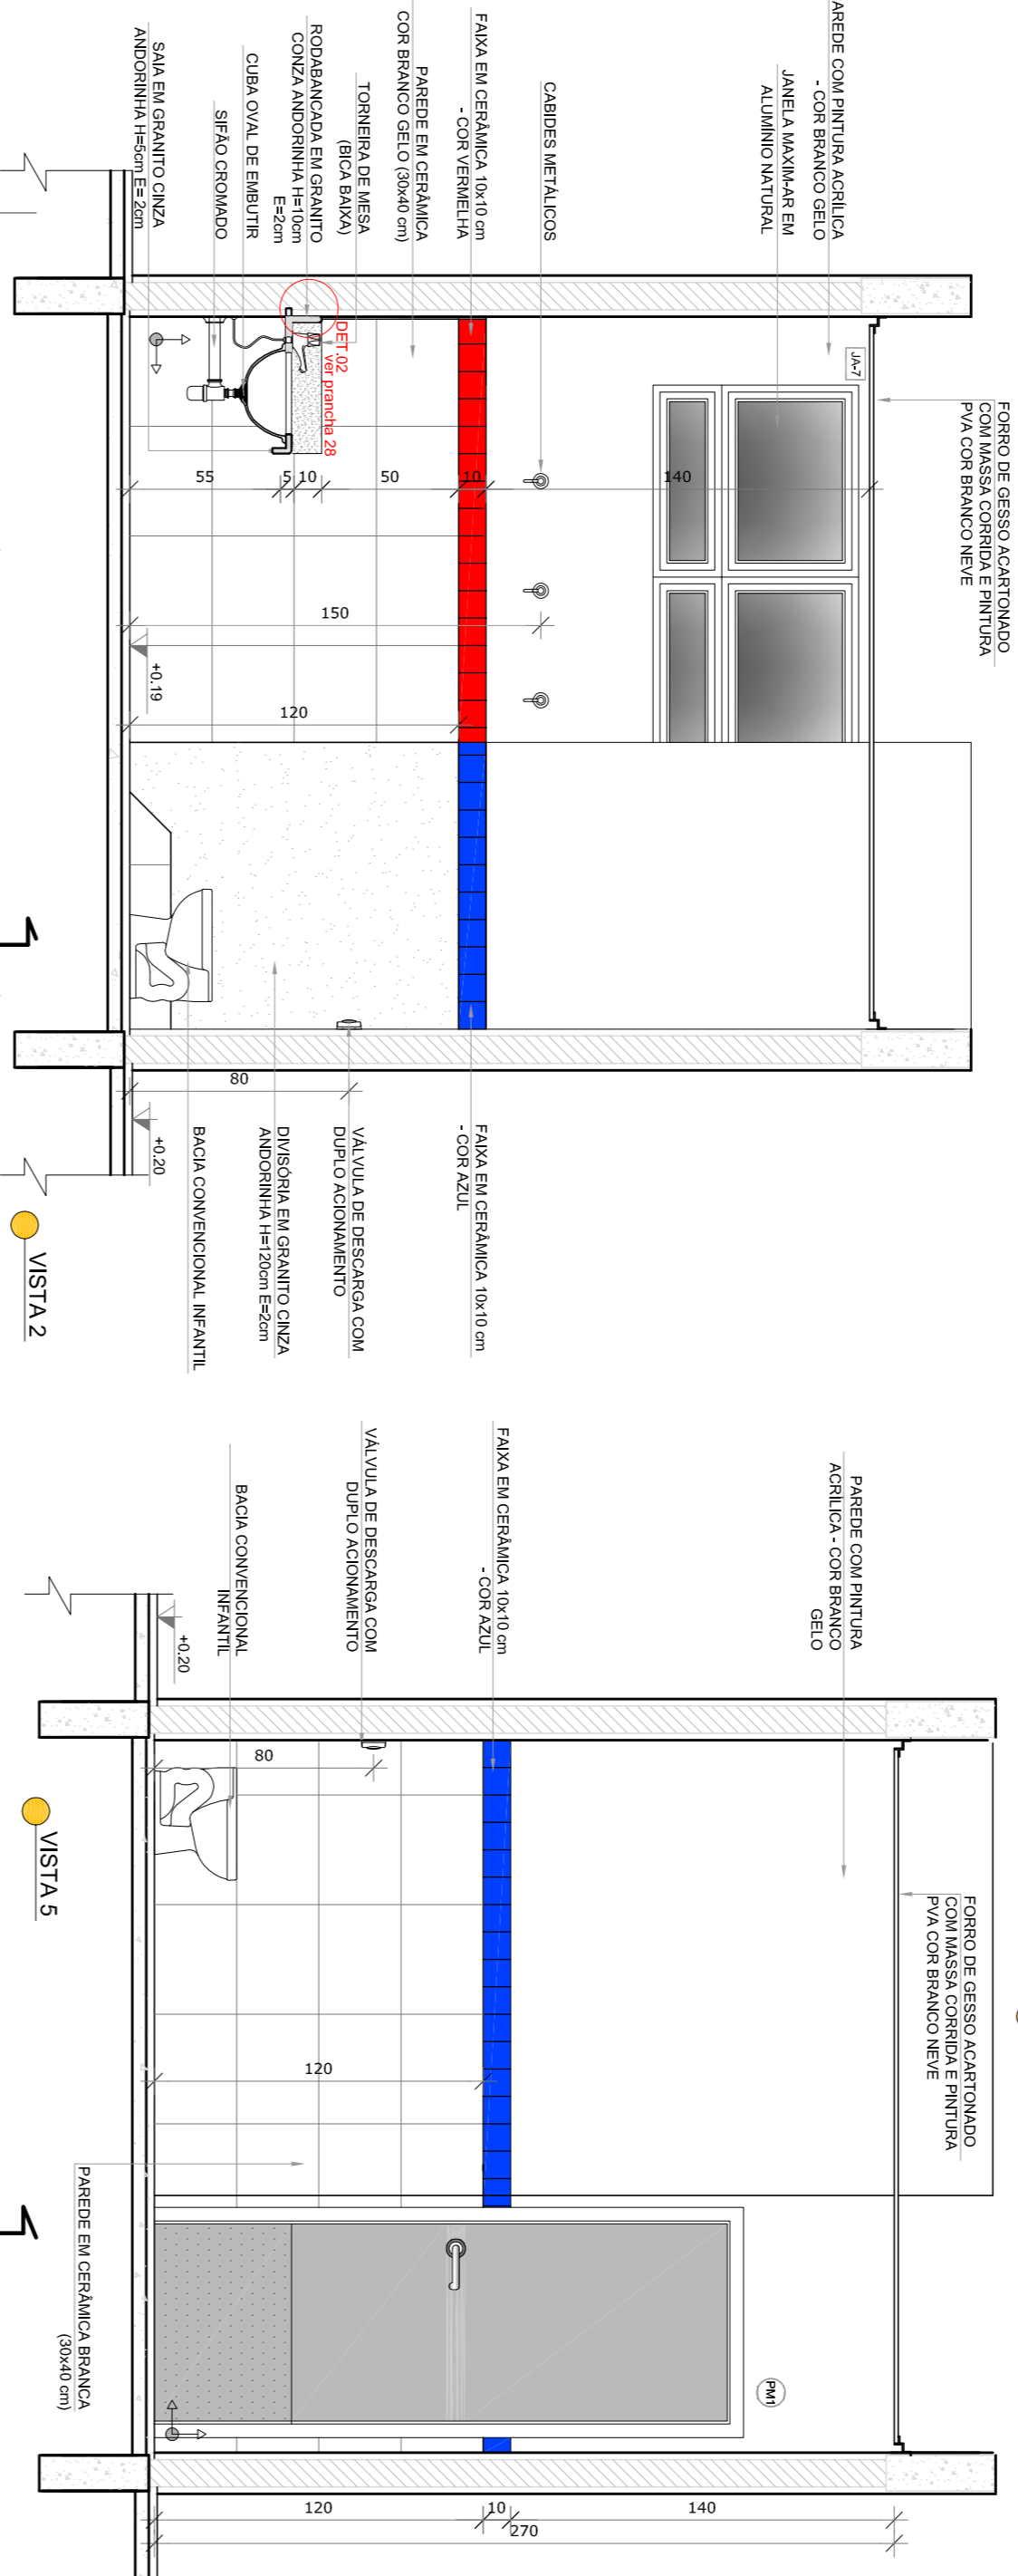 AREDE COM PINTURA ACRÍLICA
- COR BRANCO GELO
JANELA MAXIM-AR EM
ALUMÍNIO NATURAL
CABIDES METÁLICOS
FAIXA EM CERÂMICA 10x10 cm
- COR VERMELHA
PAREDE EM CERÂMICA
COR BRANCO GELO (30x40 cm)
TORNEIRA DE MESA
(BICA BAIXA)
RODABANCADA EM GRANITO
CONZA ANDORINHA H=10cm
E=2cm
CUBA OVAL DE EMBUTIR
SIFÃO CROMADO
SAIA EM GRANITO CINZA
ANDORINHA H=5cm E= 2cm
FORRO DE GESSO ACARTONADO
COM MASSA CORRIDA E PINTURA
PVA COR BRANCO NEVE
JA-7
DET.02
ver prancha 28
55
5
10
50
10
140
150
120
+0.19
80
+0.20
FAIXA EM CERÂMICA 10x10 cm
- COR AZUL
VÁLVULA DE DESCARGA COM
DUPLO ACIONAMENTO
DIVISÓRIA EM GRANITO CINZA
ANDORINHA H=120cm E=2cm
BACIA CONVENCIONAL INFANTIL
VISTA 2
PAREDE COM PINTURA
ACRÍLICA - COR BRANCO
GELO
FAIXA EM CERÂMICA 10x10 cm
- COR AZUL
VÁLVULA DE DESCARGA COM
DUPLO ACIONAMENTO
BACIA CONVENCIONAL
INFANTIL
+0.20
80
FORRO DE GESSO ACARTONADO
COM MASSA CORRIDA E PINTURA
PVA COR BRANCO NEVE
120
PM1
PAREDE EM CERÂMICA BRANCA
(30x40 cm)
120
10
140
270
VISTA 5